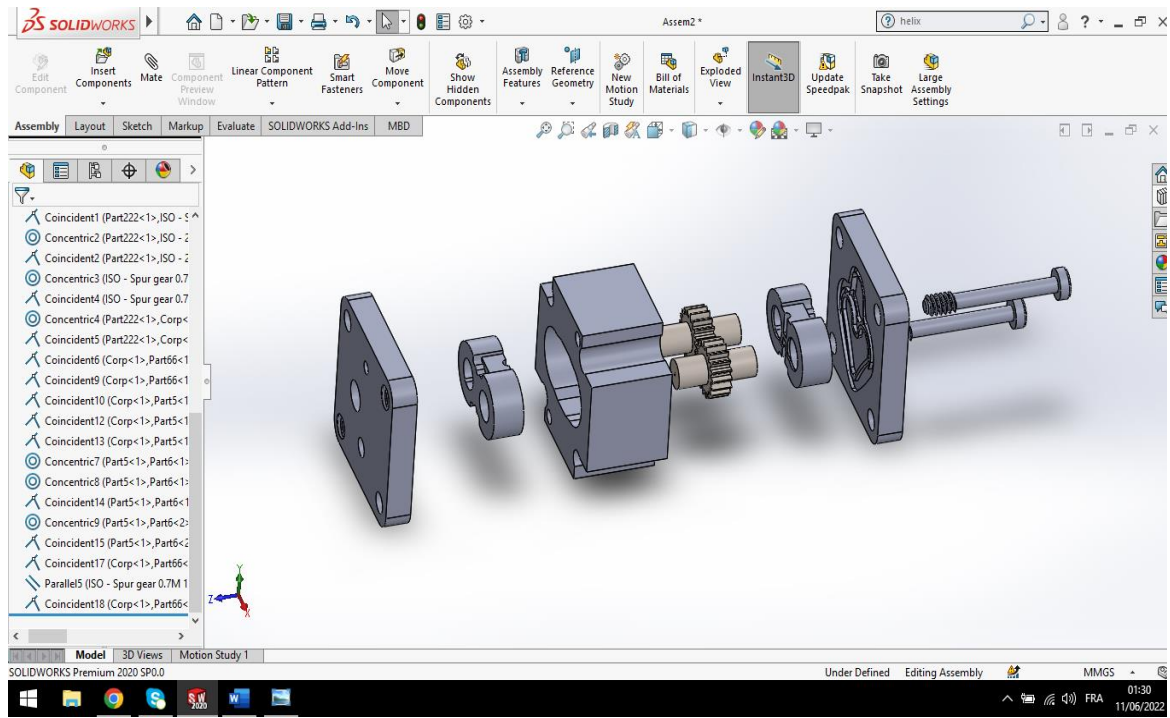 SOLIDWORKS
Assem2 *
helix
Edit Component
Insert Components
Mate
Component Preview Window
Linear Component Pattern
Smart Fasteners
Move Component
Show Hidden Components
Assembly Features
Reference Geometry
New Motion Study
Bill of Materials
Exploded View
Instant3D
Update Speedpak
Take Snapshot
Large Assembly Settings
Assembly Layout Sketch Markup Evaluate SOLIDWORKS Add-Ins MBD
Coincident1 (Part222<1>,ISO - S
Concentric2 (Part222<1>,ISO - 2
Coincident2 (Part222<1>,ISO - 2
Concentric3 (ISO - Spur gear 0.7
Coincident4 (ISO - Spur gear 0.7
Concentric4 (Part222<1>,Corp<
Coincident5 (Part222<1>,Corp<
Coincident6 (Corp<1>,Part66<1
Coincident9 (Corp<1>,Part66<1
Coincident10 (Corp<1>,Part5<1
Coincident12 (Corp<1>,Part5<1
Coincident13 (Corp<1>,Part5<1
Concentric7 (Part5<1>,Part6<1>
Concentric8 (Part5<1>,Part6<1>
Coincident14 (Part5<1>,Part6<1
Concentric9 (Part5<1>,Part6<2>
Coincident15 (Part5<1>,Part6<2
Coincident17 (Corp<1>,Part66<
Parallel5 (ISO - Spur gear 0.7M 1
Coincident18 (Corp<1>,Part66<
Y
Z
X
Model 3D Views Motion Study 1
SOLIDWORKS Premium 2020 SP0.0
Under Defined Editing Assembly MMGS
FRA
01:30
11/06/2022